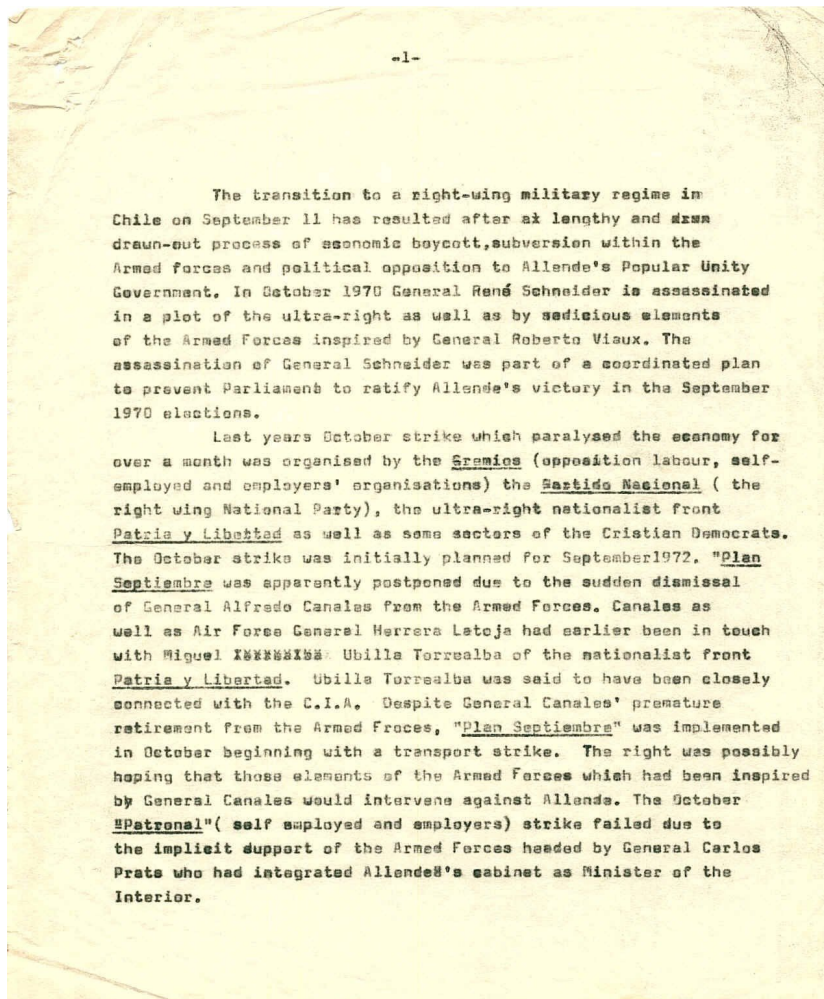 -1-
The transition to a right-wing military regime in
Chile on September 11 has resulted after a lengthy and
drawn-out process of economic boycott,subversion within the
Armed forces and political opposition to Allende's Popular Unity
Government. In October 1970 General René Schneider is assassinated
in a plot of the ultra-right as well as by sedicious elements
of the Armed Forces inspired by General Roberto Viaux. The
assassination of General Schneider was part of a coordinated plan
to prevent Parliament to ratify Allende's victory in the September
1970 elections.
Last years October strike which paralysed the economy for
over a month was organised by the Gremios (opposition labour, self-
employed and employers' organisations) the Partido Nacional ( the
right wing National Party), the ultra-right nationalist front
Patria y Libertad as well as some sectors of the Cristian Democrats.
The October strike was initially planned for September1972. "Plan
Septiembre was apparently postponed due to the sudden dismissal
of General Alfredo Canales from the Armed Forces. Canales as
well as Air Force General Herrera Latoja had earlier been in touch
with Miguel Ubilla Torrealba of the nationalist front
Patria y Libertad. Ubilla Torrealba was said to have been closely
connected with the C.I.A. Despite General Canales' premature
retirement from the Armed Froces, "Plan Septiembre" was implemented
in October beginning with a transport strike. The right was possibly
hoping that those elements of the Armed Forces which had been inspired
by General Canales would intervene against Allende. The October
"Patronal"( self employed and employers) strike failed due to
the implicit dupport of the Armed Forces headed by General Carlos
Prats who had integrated Allende's cabinet as Minister of the
Interior.